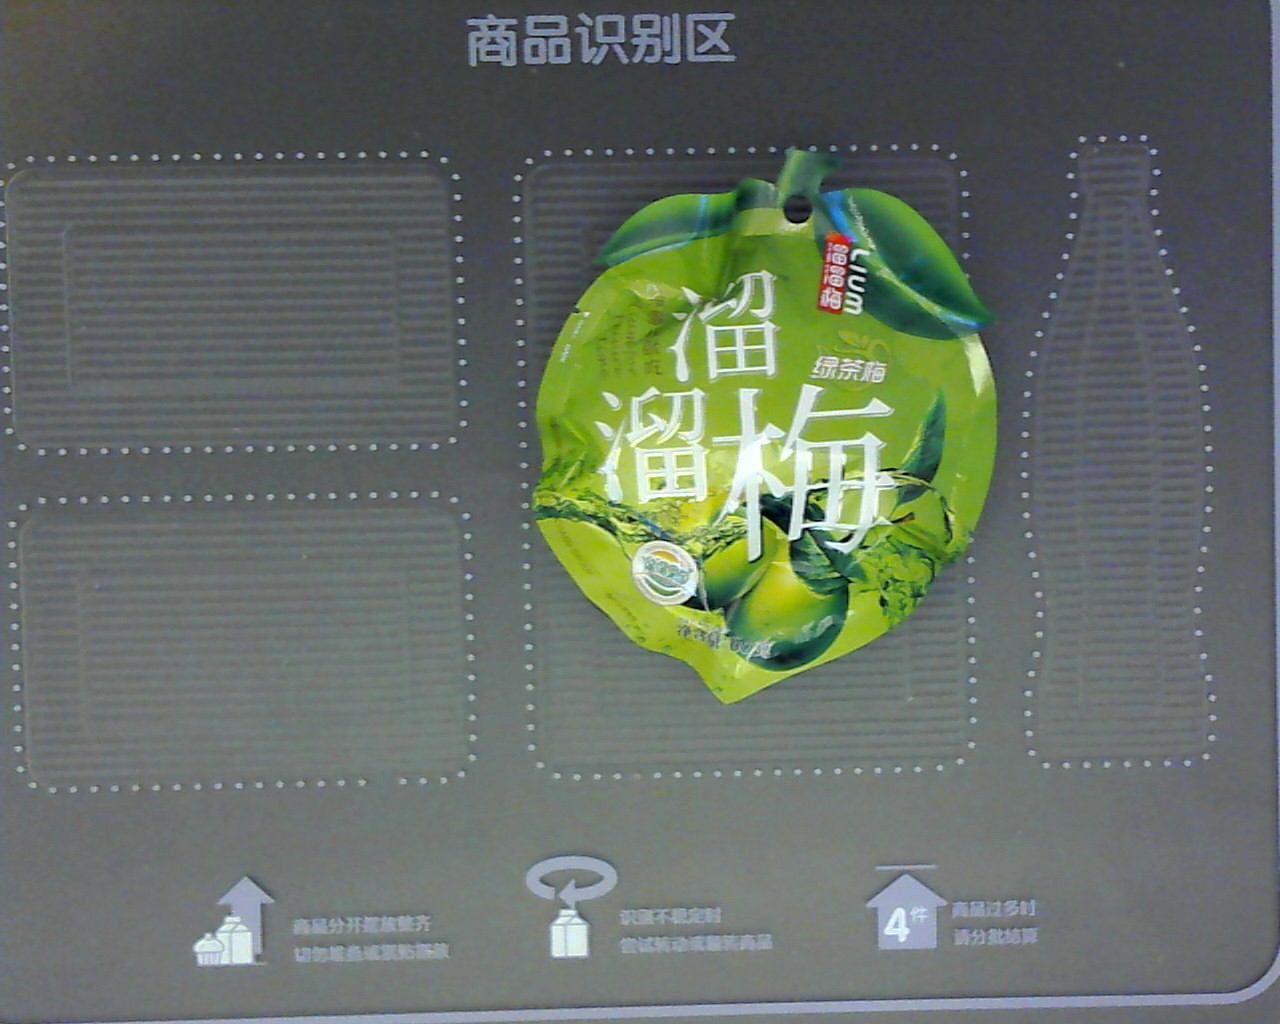 商品识别区
LIUM
溜溜梅
溜
绿茶梅
溜梅
商品分开摆放整齐
切勿堆叠或紧贴摆放
识别不稳定时
尝试转动或翻转商品
4件
商品过多时
请分批结算